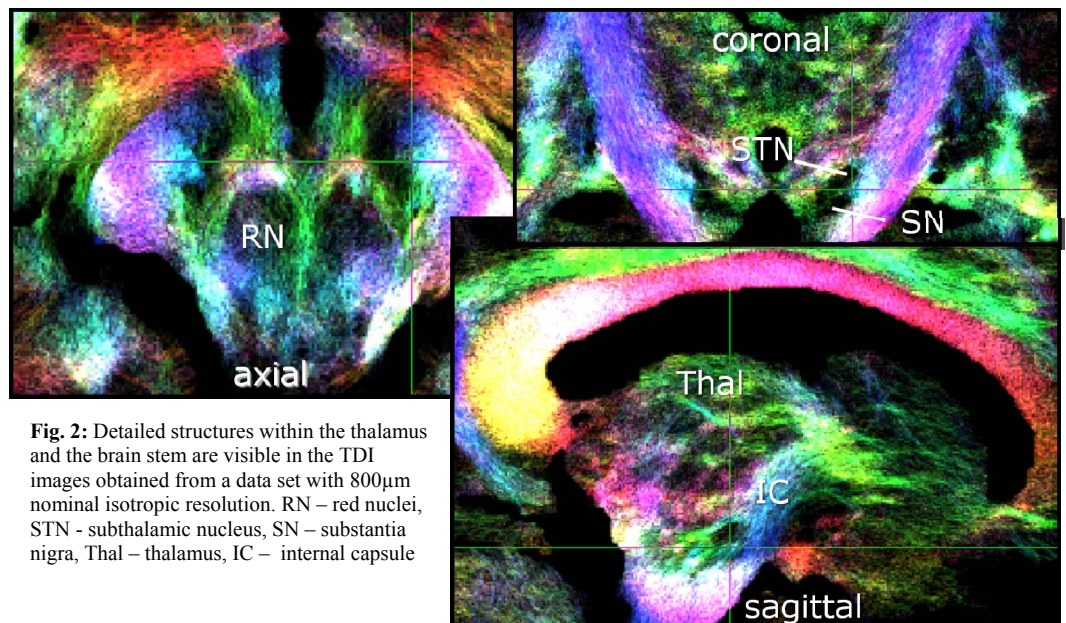 coronal
STN
SN
RN
axial
Thal
IC
sagittal
Fig. 2: Detailed structures within the thalamus
and the brain stem are visible in the TDI
images obtained from a data set with 800µm
nominal isotropic resolution. RN – red nuclei,
STN - subthalamic nucleus, SN – substantia
nigra, Thal – thalamus, IC –  internal capsule